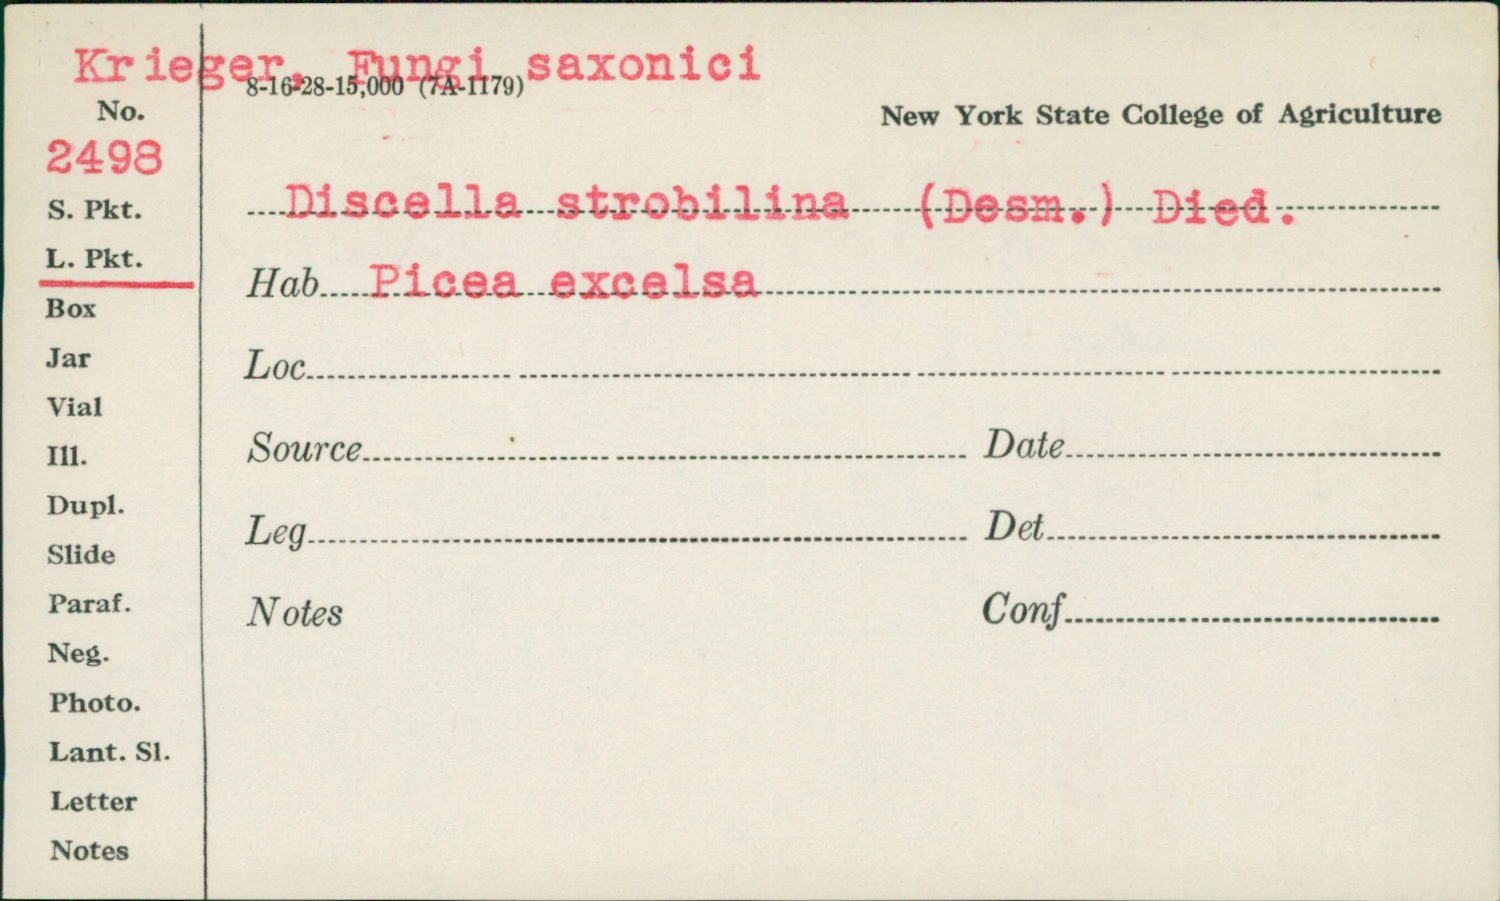 Krieger, Fungi saxonici
8-16-28-15,000 (7A-1179)
No.
New York State College of Agriculture
2498
S. Pkt.
Discella strobilina (Desm.) Died.
L. Pkt.
Hab. Picea excelsa
Box
Jar
Loc.
Vial
Ill.
Source
Date
Dupl.
Slide
Leg.
Det.
Paraf.
Notes
Conf.
Neg.
Photo.
Lant. Sl.
Letter
Notes